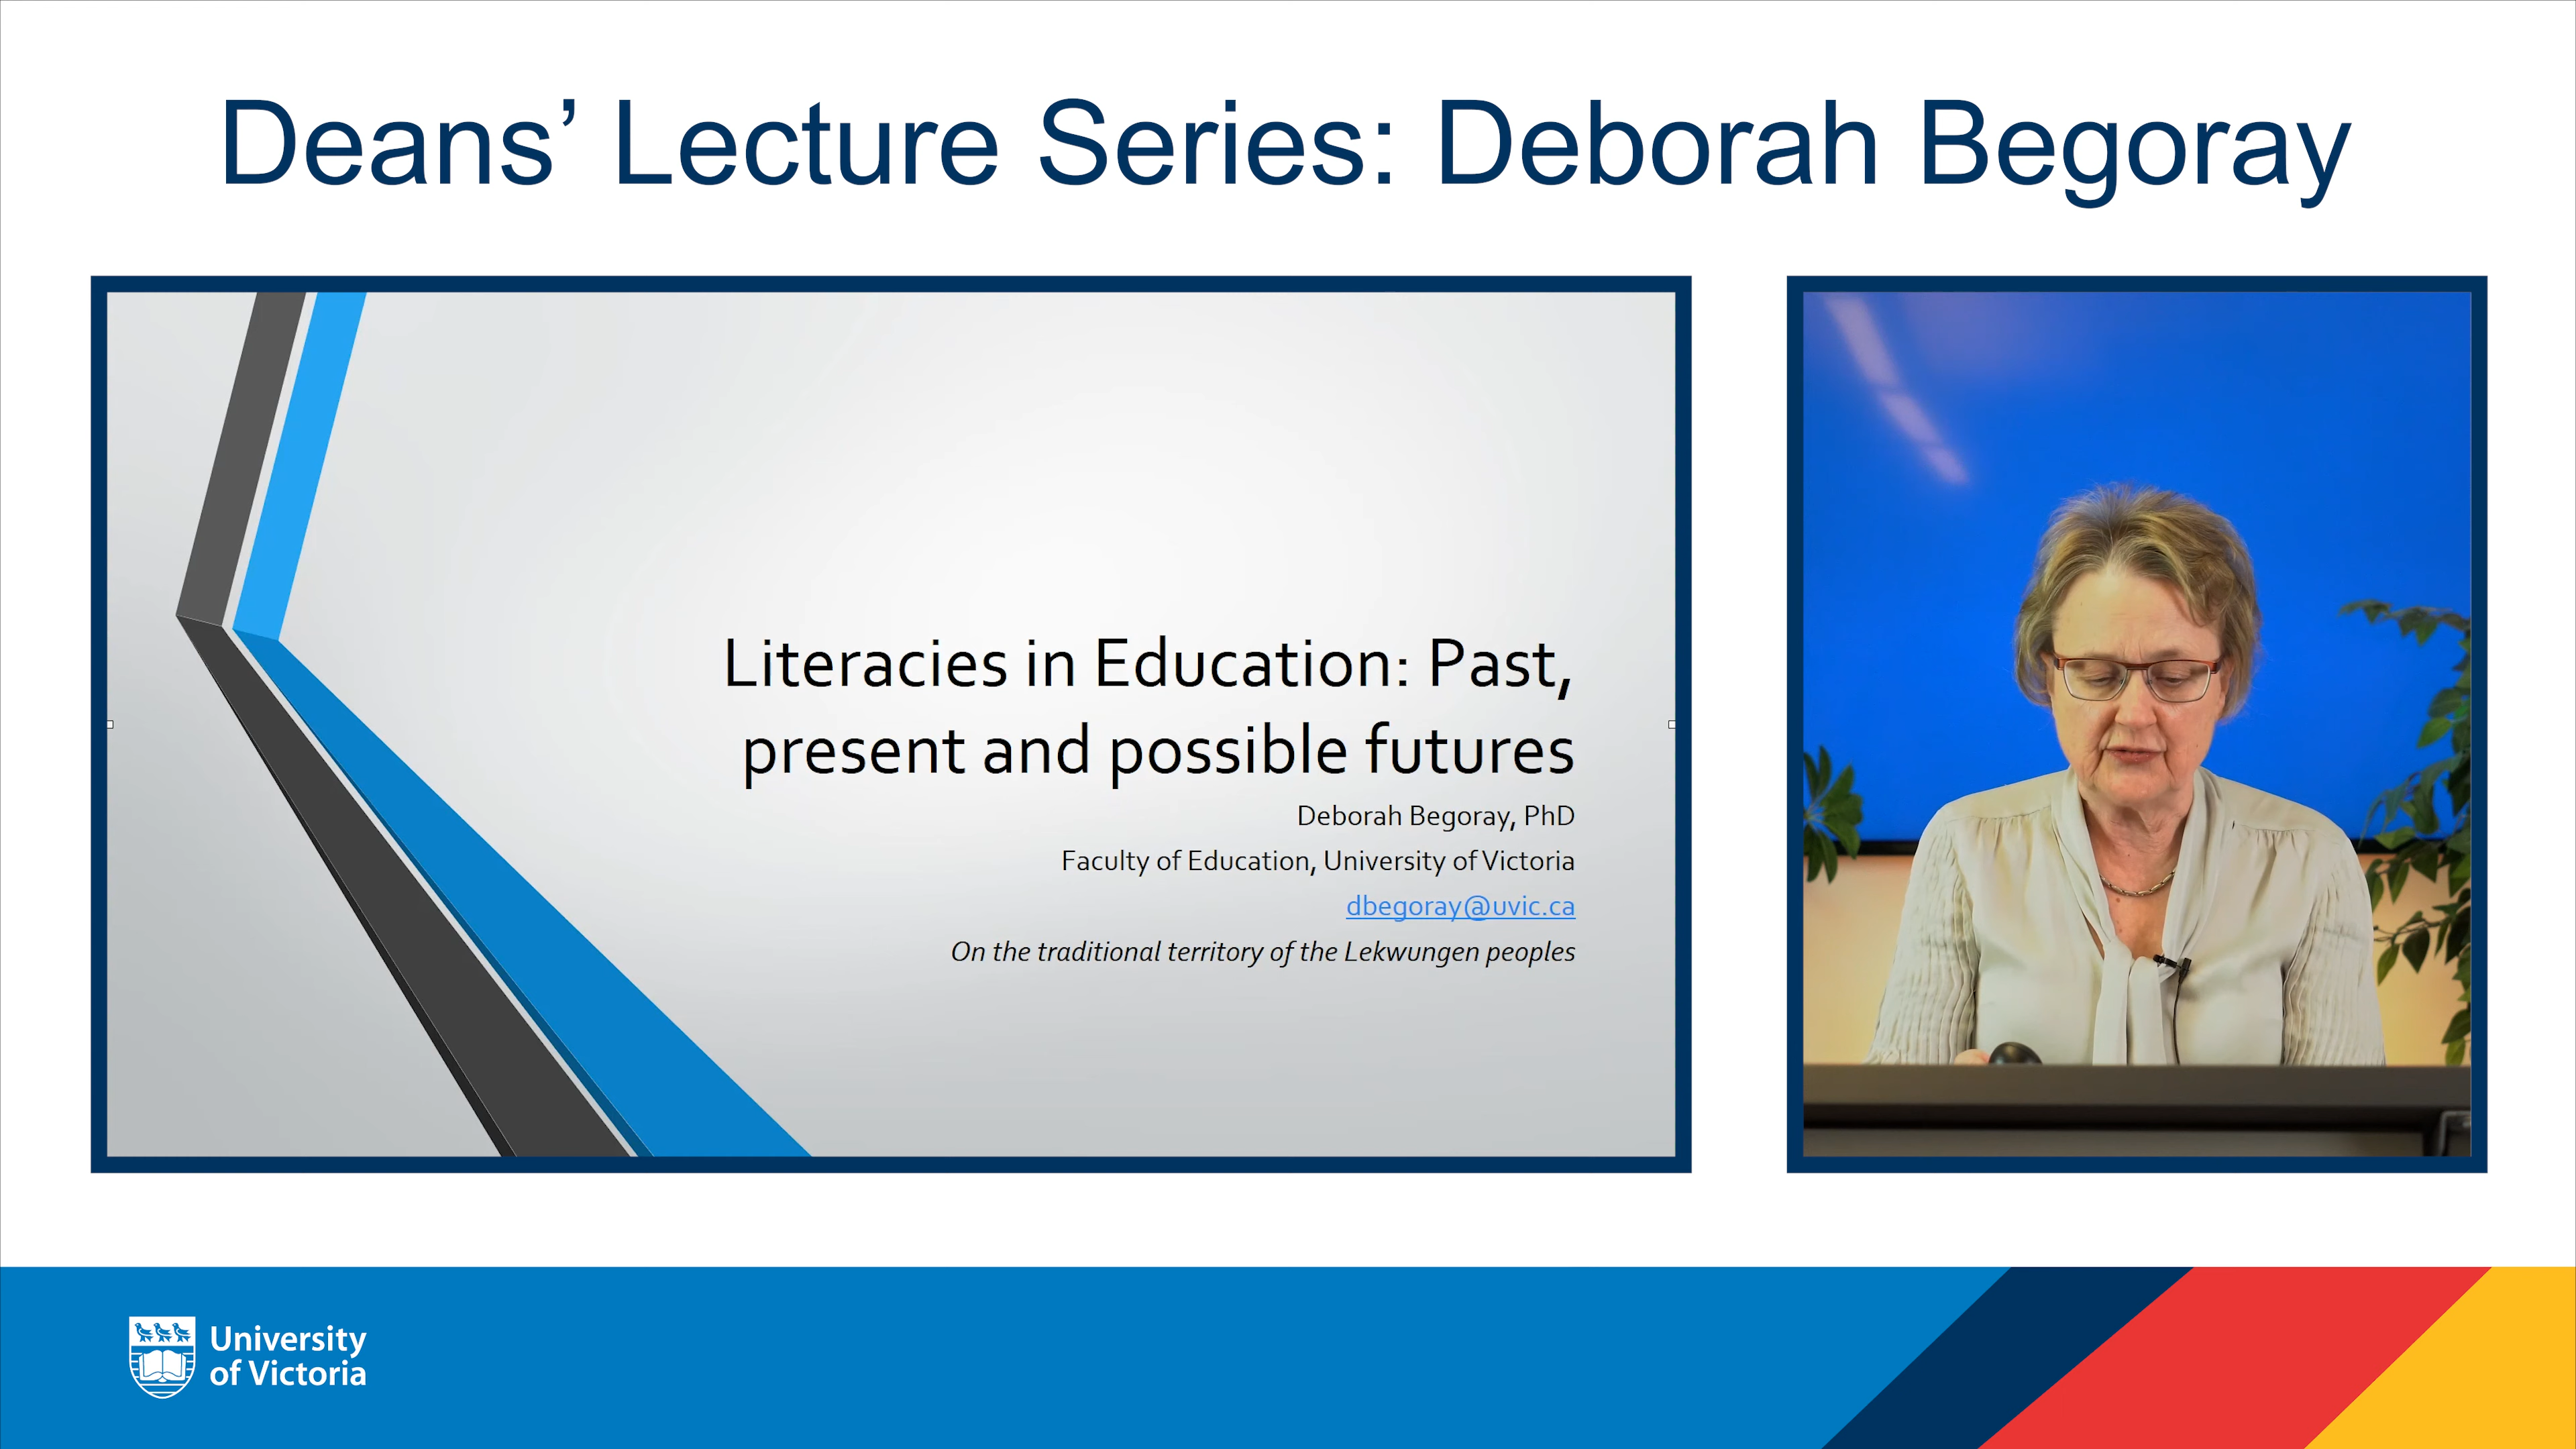 Deans’ Lecture Series: Deborah Begoray
Literacies in Education: Past,
present and possible futures
Deborah Begoray, PhD
Faculty of Education, University of Victoria
dbegoray@uvic.ca
On the traditional territory of the Lekwungen peoples
University
of Victoria